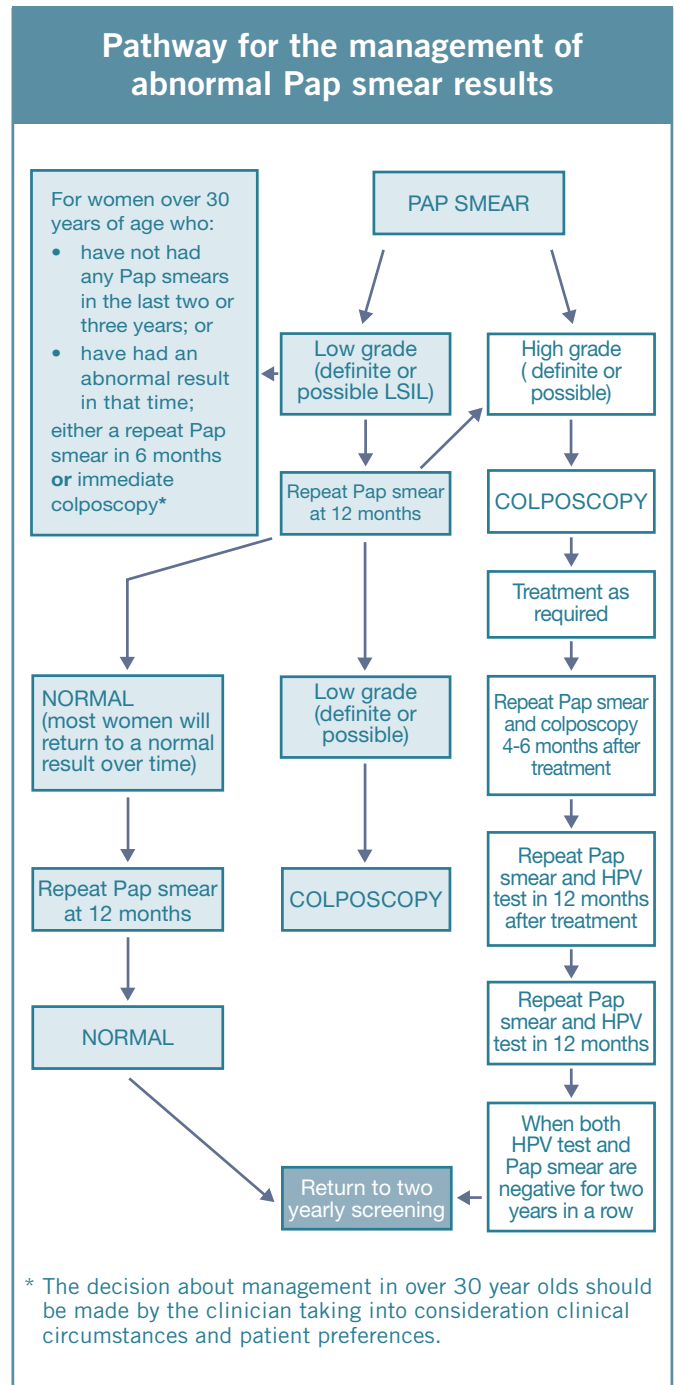 Pathway for the management of
abnormal Pap smear results
For women over 30
years of age who:
• have not had
any Pap smears
in the last two or
three years; or
• have had an
abnormal result
in that time;
either a repeat Pap
smear in 6 months
or immediate
colposcopy*
PAP SMEAR
Low grade
(definite or
possible LSIL)
High grade
( definite or
possible)
Repeat Pap smear
at 12 months
COLPOSCOPY
Treatment as
required
NORMAL
(most women will
return to a normal
result over time)
Low grade
(definite or
possible)
Repeat Pap smear
and colposcopy
4-6 months after
treatment
Repeat Pap smear
at 12 months
COLPOSCOPY
Repeat Pap
smear and HPV
test in 12 months
after treatment
NORMAL
Repeat Pap
smear and HPV
test in 12 months
When both
HPV test and
Pap smear are
negative for two
years in a row
Return to two
yearly screening
* The decision about management in over 30 year olds should
be made by the clinician taking into consideration clinical
circumstances and patient preferences.